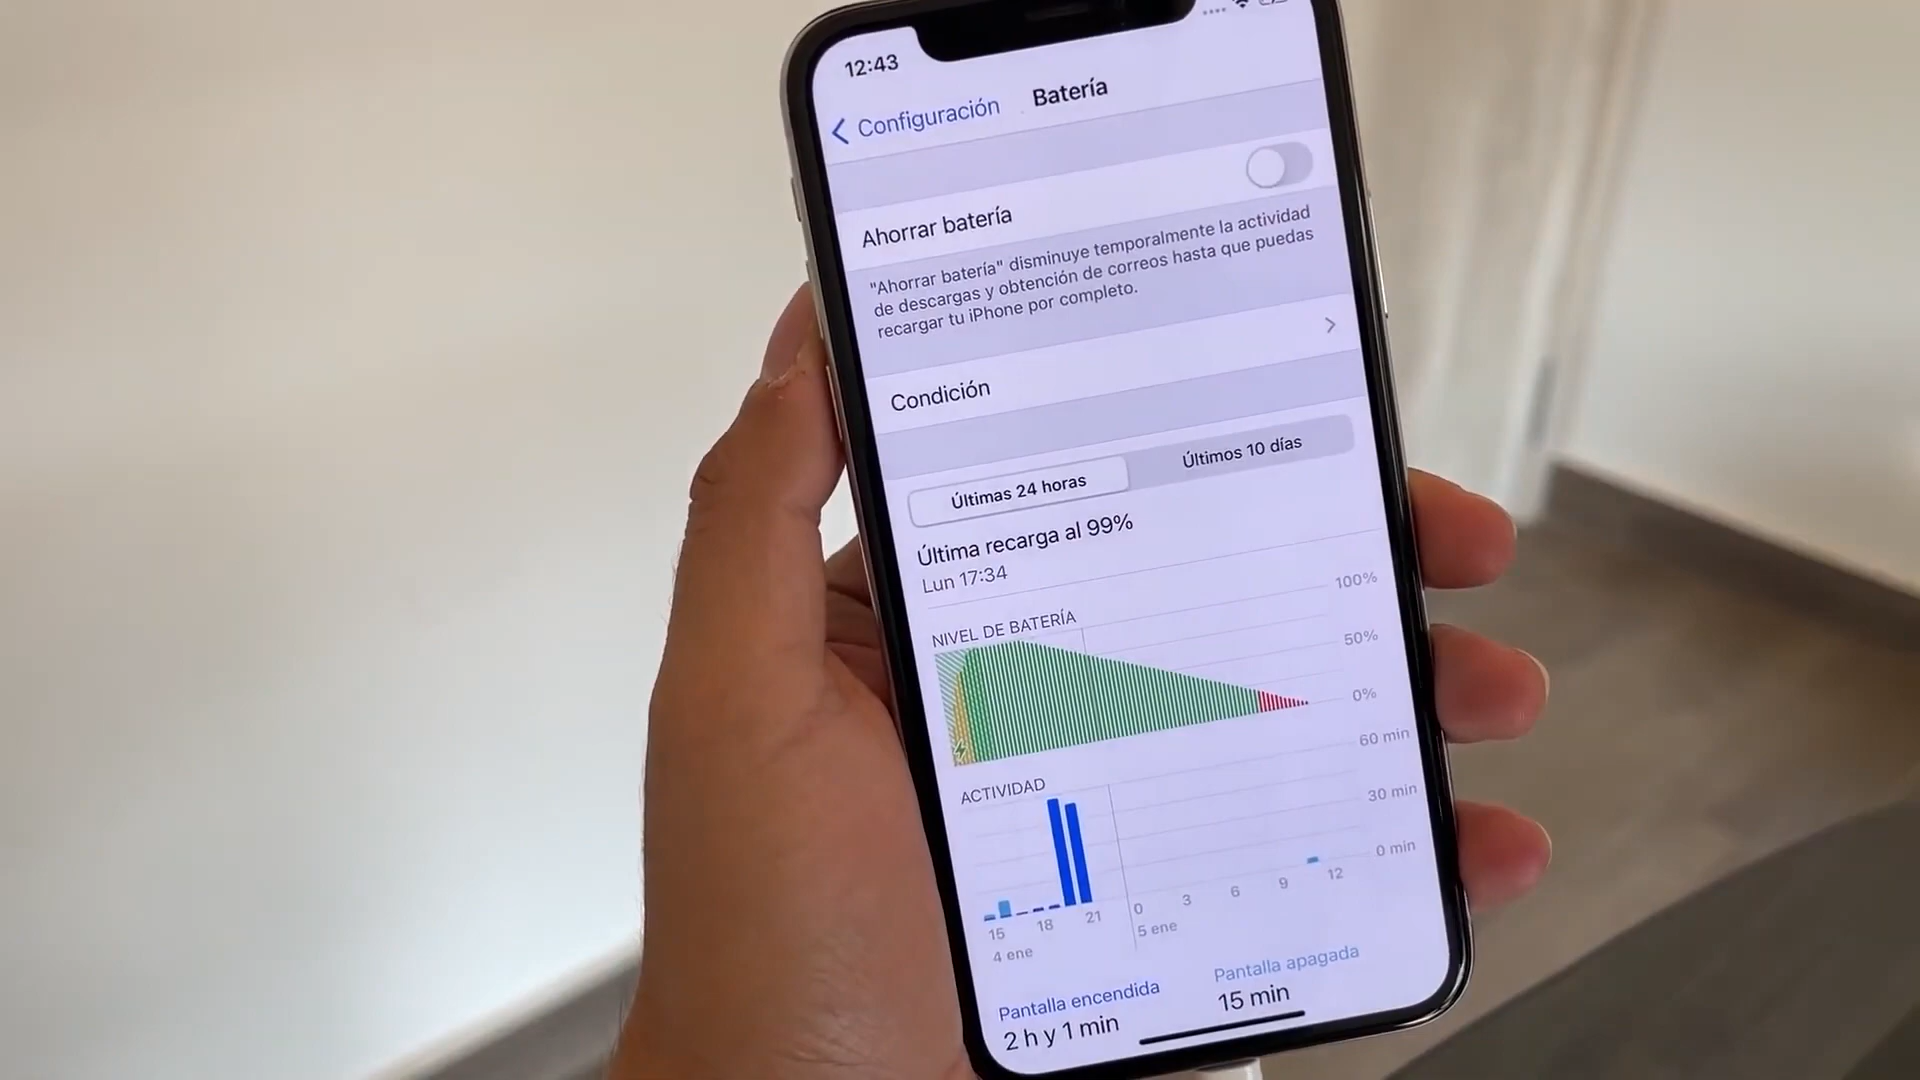 12:43
Configuración
Batería
Ahorrar batería
"Ahorrar batería" disminuye temporalmente la actividad
de descargas y obtención de correos hasta que puedas
recargar tu iPhone por completo.
Condición
Últimas 24 horas
Últimos 10 días
Última recarga al 99%
Lun 17:34
NIVEL DE BATERÍA
100%
50%
0%
ACTIVIDAD
60 min
30 min
0 min
15 18 21 0 3 6 9 12
4 ene 5 ene
Pantalla encendida
2 h y 1 min
Pantalla apagada
15 min